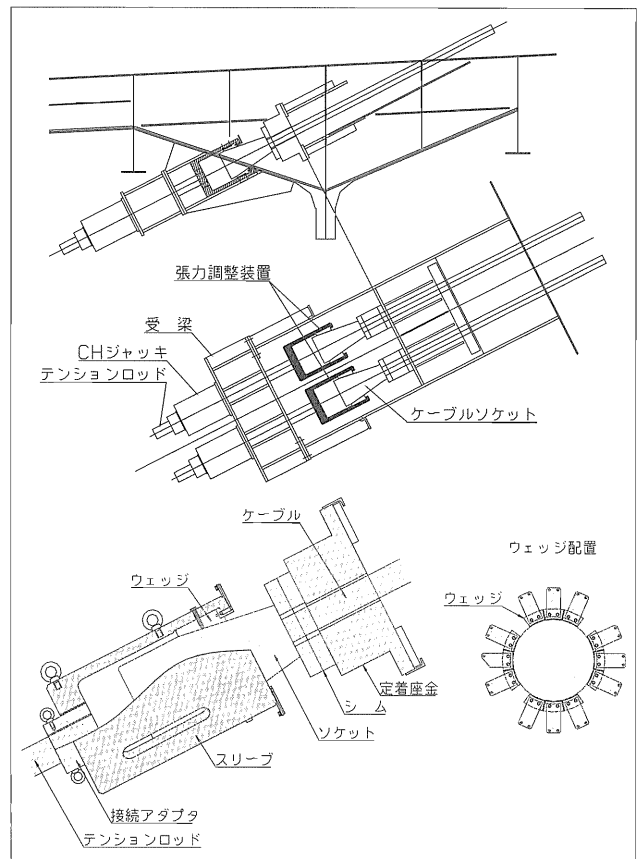 張力調整装置
受 梁
CHジャッキ
テンションロッド
ケーブルソケット
ケーブル
ウェッジ配置
ウェッジ
ウェッジ
定着座金
シ ム
ソケット
スリーブ
接続アダプタ
テンションロッド